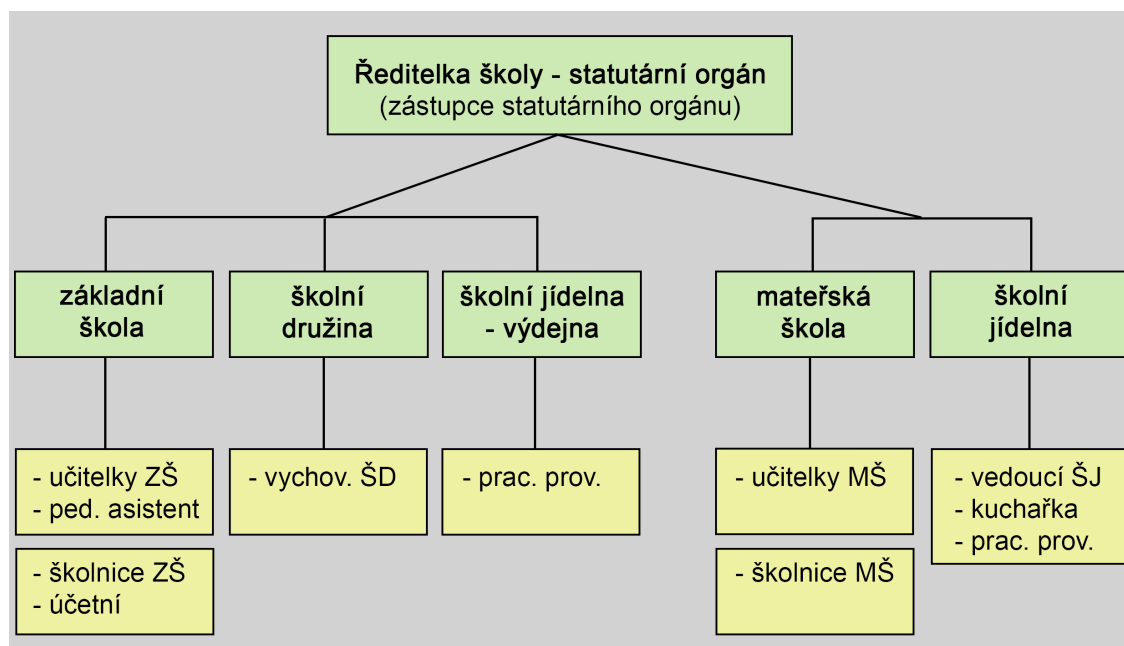 Ředitelka školy - statutární orgán
(zástupce statutárního orgánu)
základní
škola
školní
družina
školní jídelna
- výdejna
mateřská
škola
školní
jídelna
- učitelky ZŠ
- ped. asistent
- školnice ZŠ
- účetní
- vychov. ŠD
- prac. prov.
- učitelky MŠ
- školnice MŠ
- vedoucí ŠJ
- kuchařka
- prac. prov.